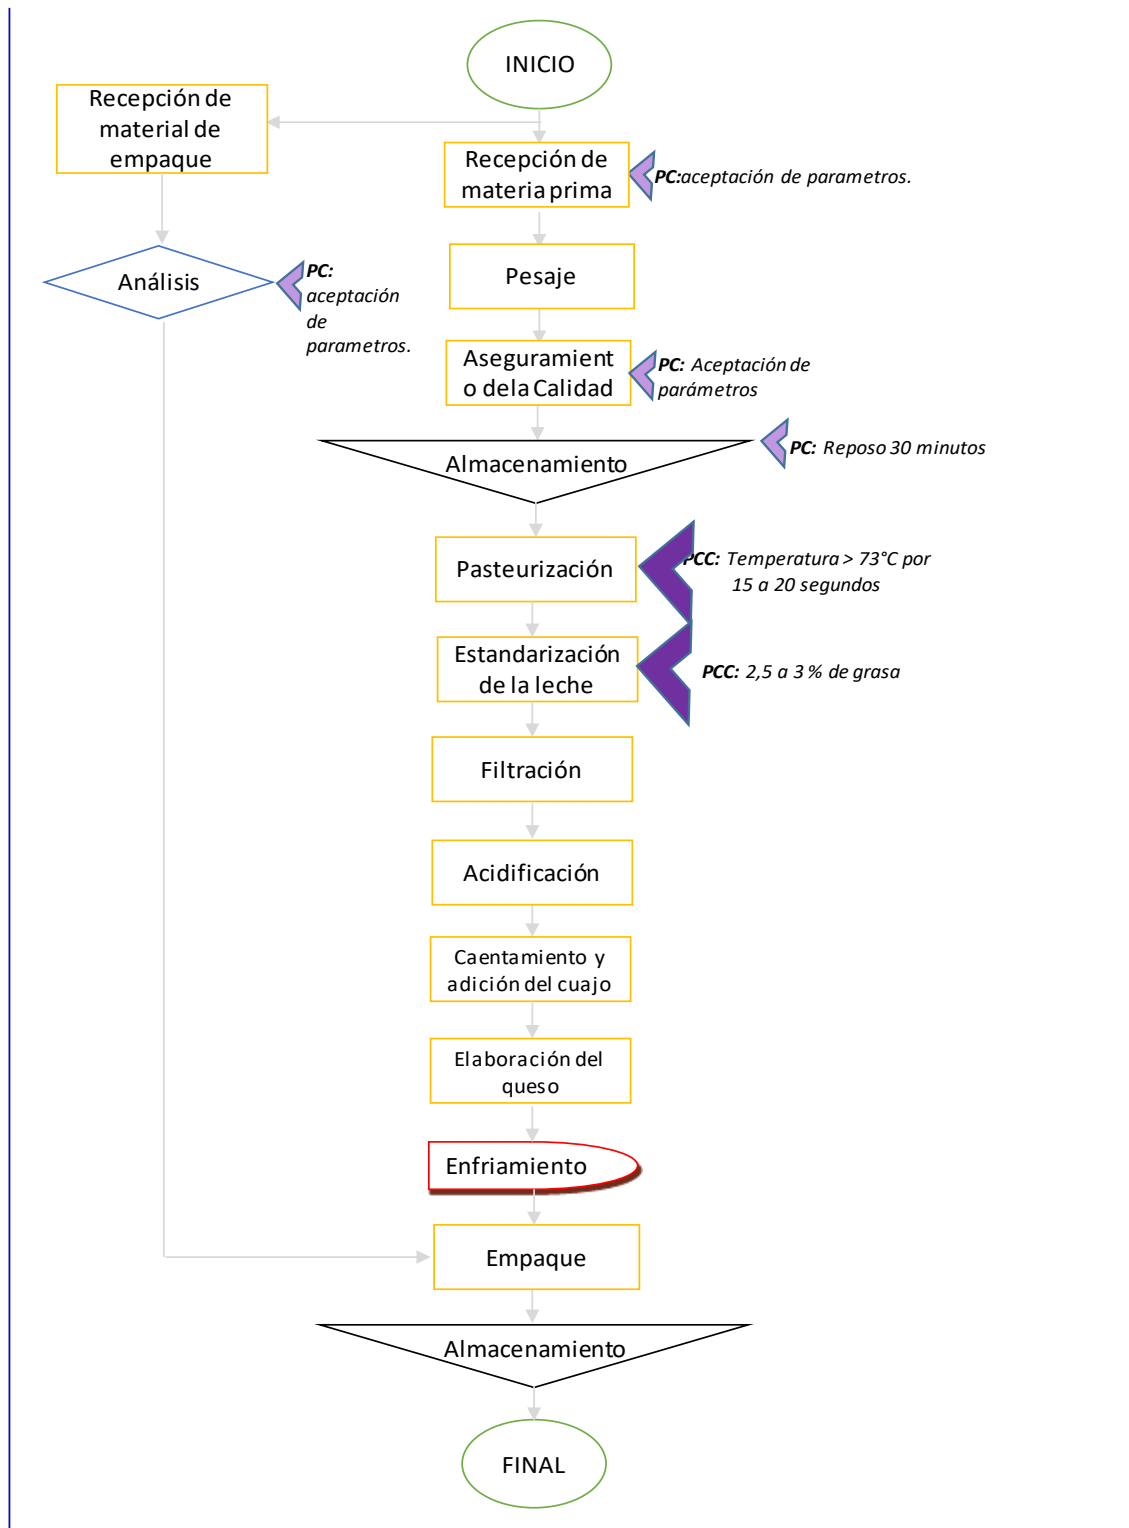 INICIO
Recepción de
material de
empaque
Recepción de
materia prima
PC:aceptación de parametros.
Análisis
PC:
aceptación
de
parametros.
Pesaje
Aseguramient
o dela Calidad
PC: Aceptación de
parámetros
Almacenamiento
PC: Reposo 30 minutos
Pasteurización
PCC: Temperatura > 73°C por
15 a 20 segundos
Estandarización
de la leche
PCC: 2,5 a 3 % de grasa
Filtración
Acidificación
Caentamiento y
adición del cuajo
Elaboración del
queso
Enfriamiento
Empaque
Almacenamiento
FINAL